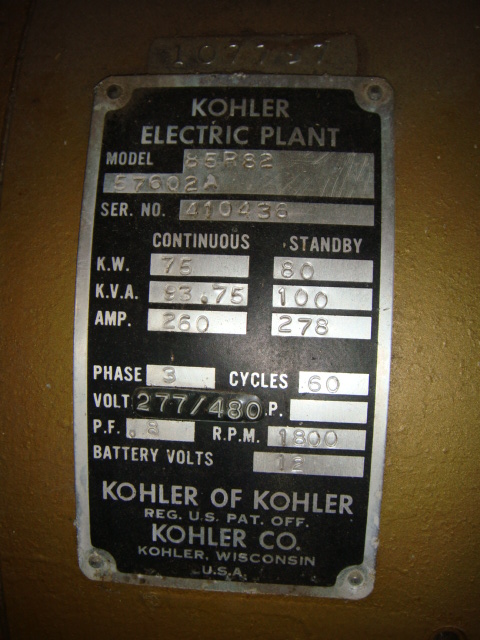 KOHLER
ELECTRIC PLANT
MODEL 85R82
57602A
SER. NO. 410436
CONTINUOUS STANDBY
K.W. 75 80
K.V.A. 93.75 100
AMP. 260 278
PHASE 3 CYCLES 60
VOLT 277/480 .P.
P.F. .8 R.P.M. 1800
BATTERY VOLTS 12
KOHLER OF KOHLER
REG. U.S. PAT. OFF.
KOHLER CO.
KOHLER, WISCONSIN
U.S.A.